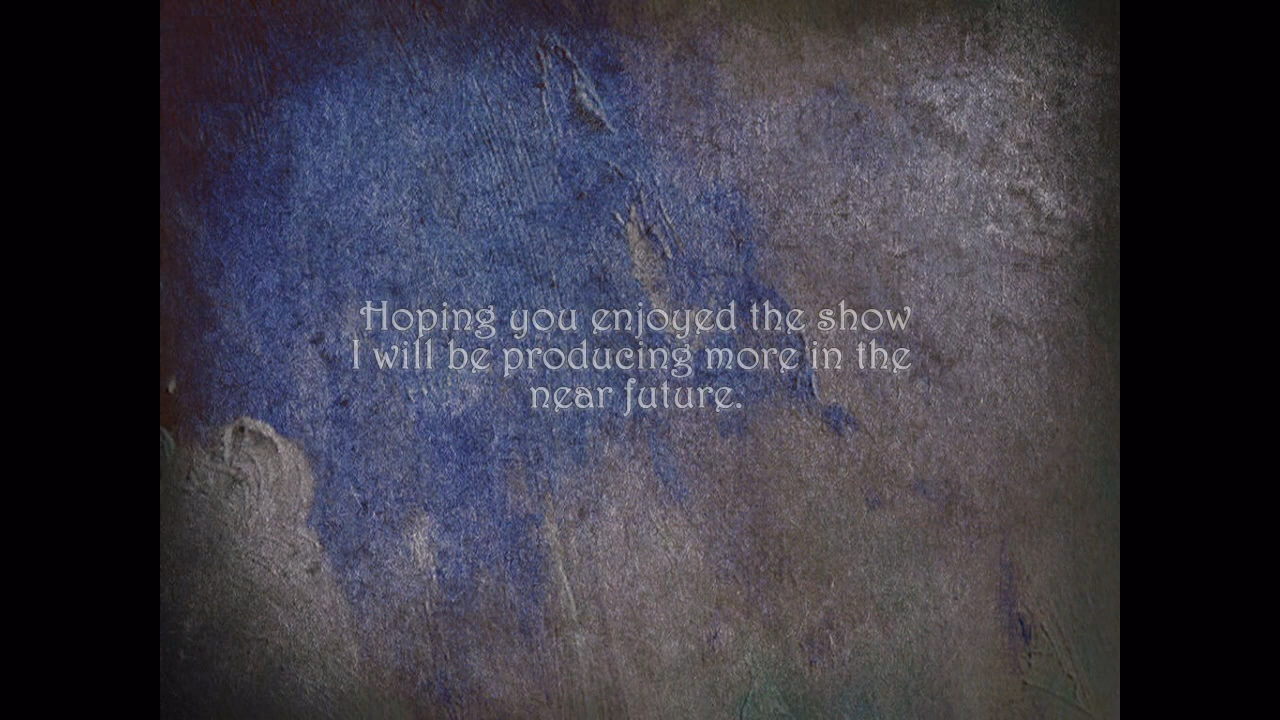 Hoping you enjoyed the show
I will be producing more in the
near future.